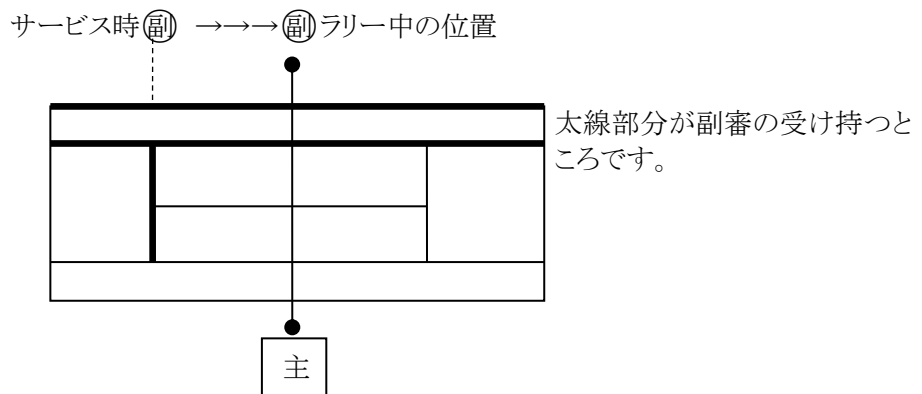 サービス時㊙副 →→→副ラリー中の位置
太線部分が副審の受け持つと
ころです。
主